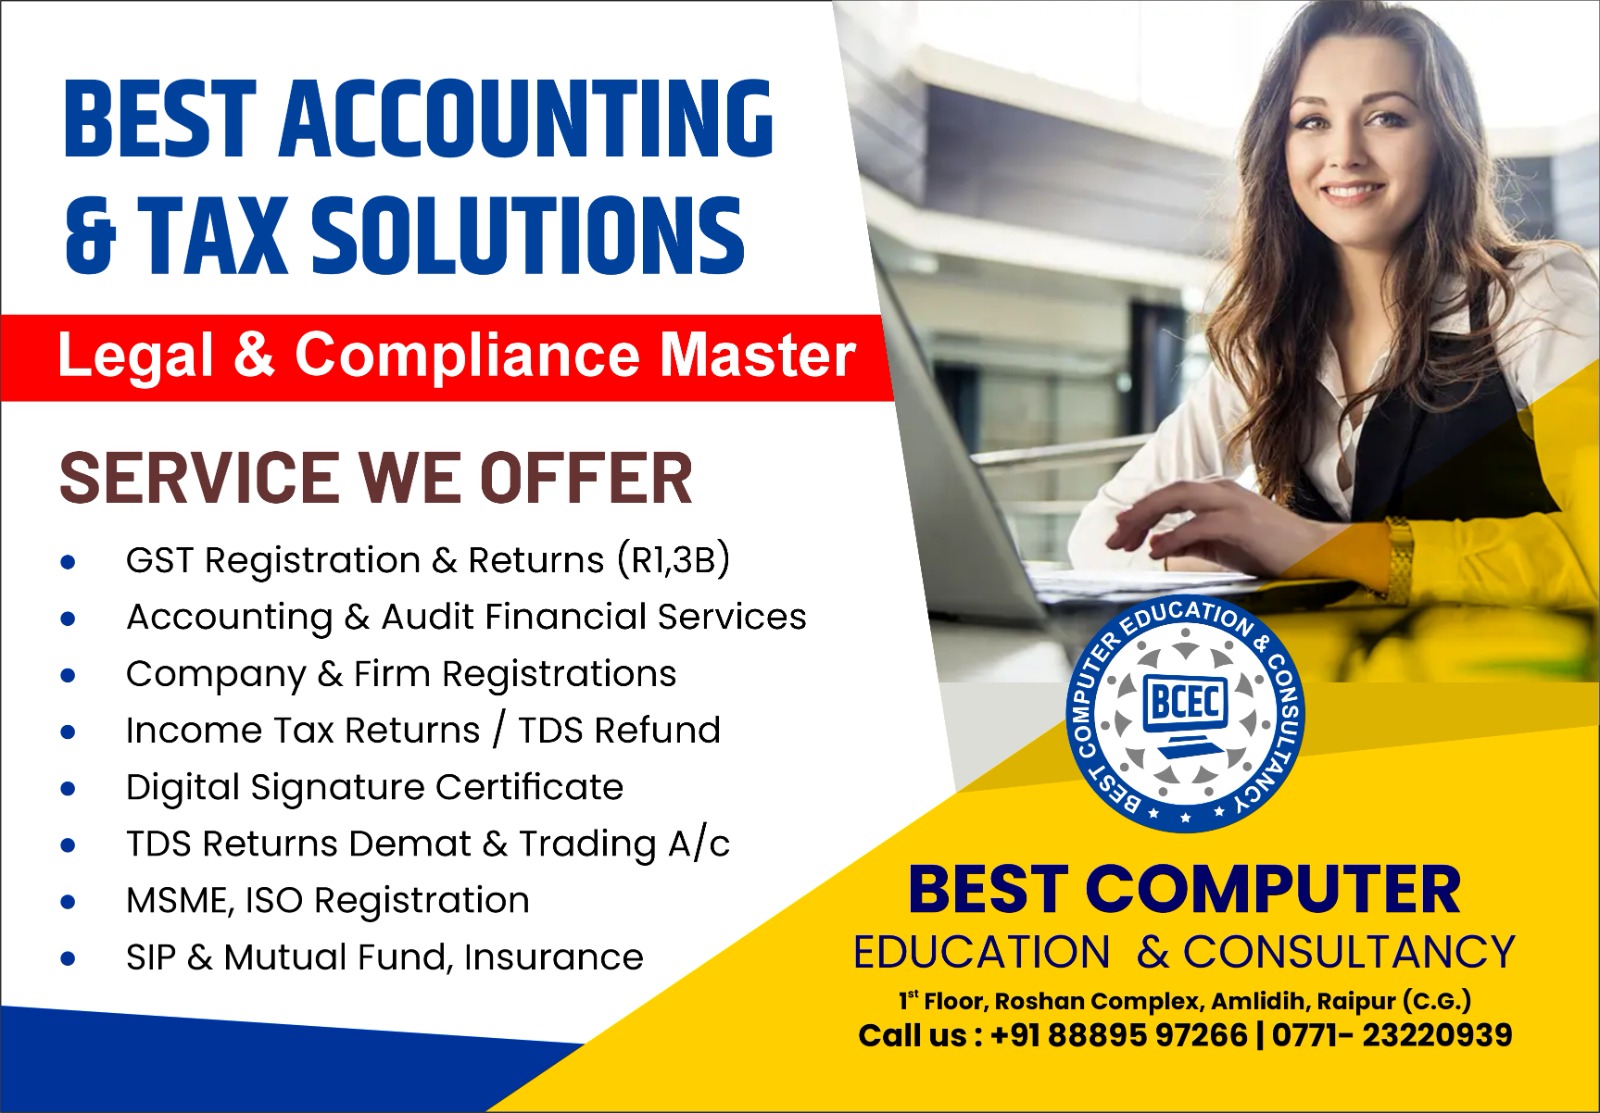 BEST ACCOUNTING
& TAX SOLUTIONS
Legal & Compliance Master
SERVICE WE OFFER
• GST Registration & Returns (R1,3B)
• Accounting & Audit Financial Services
• Company & Firm Registrations
• Income Tax Returns / TDS Refund
• Digital Signature Certificate
• TDS Returns Demat & Trading A/c
• MSME, ISO Registration
• SIP & Mutual Fund, Insurance
BEST COMPUTER EDUCATION & CONSULTANCY
BCEC
BEST COMPUTER
EDUCATION & CONSULTANCY
1st Floor, Roshan Complex, Amlidih, Raipur (C.G.)
Call us : +91 88895 97266 | 0771- 23220939